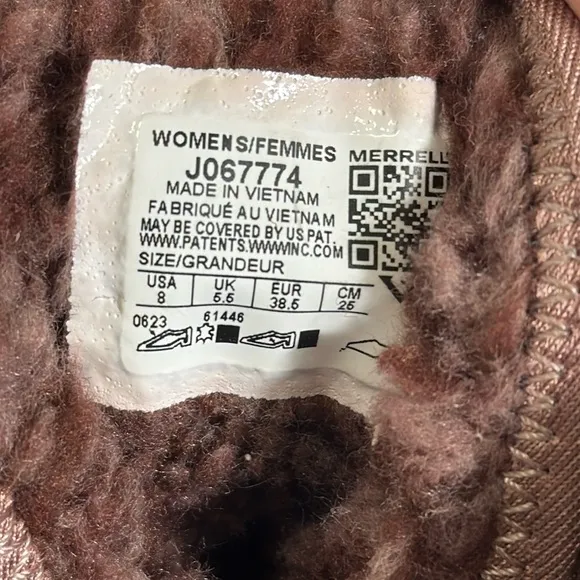 WOMENS/FEMMES
MERRELL
J067774
MADE IN VIETNAM
FABRIQUÉ AU VIETNAM
MAY BE COVERED BY US PAT.
WWW.PATENTS.WWWINC.COM
SIZE/GRANDEUR
USA UK EUR CM
8 5.5 38.5 25
0623 61446